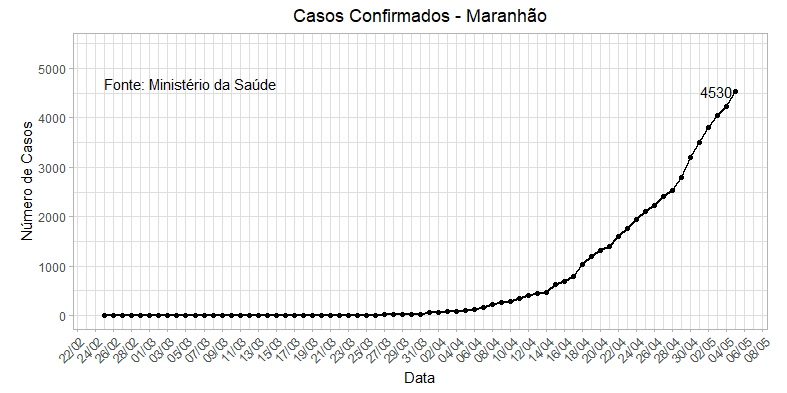 Casos Confirmados - Maranhão
Fonte: Ministério da Saúde
4530
Número de Casos
5000
4000
3000
2000
1000
0
22/02 24/02 26/02 28/02 01/03 03/03 05/03 07/03 09/03 11/03 13/03 15/03 17/03 19/03 21/03 23/03 25/03 27/03 29/03 31/03 02/04 04/04 06/04 08/04 10/04 12/04 14/04 16/04 18/04 20/04 22/04 24/04 26/04 28/04 30/04 02/05 04/05 06/05 08/05
Data